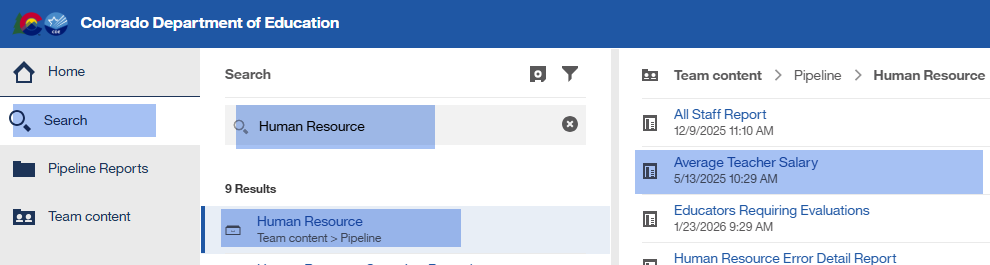 Colorado Department of Education
Home
Search
Pipeline Reports
Team content
Search
Human Resource
9 Results
Human Resource
Team content > Pipeline
Team content > Pipeline > Human Resource
All Staff Report
12/9/2025 11:10 AM
Average Teacher Salary
5/13/2025 10:29 AM
Educators Requiring Evaluations
1/23/2026 9:29 AM
Human Resource Error Detail Report